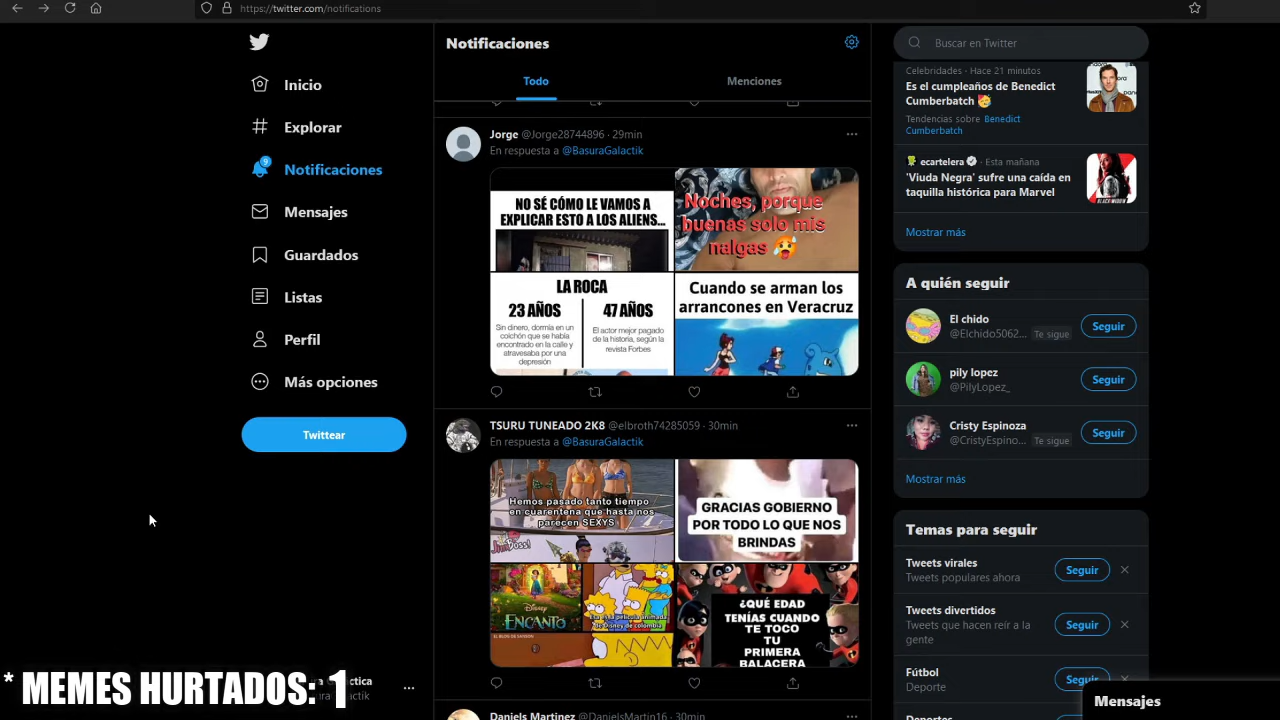 https://twitter.com/notifications
Inicio
Explorar
9
Notificaciones
Mensajes
Guardados
Listas
Perfil
Más opciones
Twittear
* MEMES HURTADOS: 1
Notificaciones
Todo
Menciones
Jorge @Jorge28744896 · 29min
En respuesta a @BasuraGalactik
NO SÉ CÓMO LE VAMOS A
EXPLICAR ESTO A LOS ALIENS...
Noches, porque
buenas solo mis
nalgas
LA ROCA
23 AÑOS
47 AÑOS
Sin dinero, dormía en un
colchón que se había
encontrado en la calle y
atravesaba por una
depresión
El actor mejor pagado
de la historia, según la
revista Forbes
Cuando se arman los
arrancones en Veracruz
TSURU TUNEADO 2K8 @elbroth74285059 · 30min
En respuesta a @BasuraGalactik
Hemos pasado tanto tiempo
en cuarentena que hasta nos
parecen SEXYS
GRACIAS GOBIERNO
POR TODO LO QUE NOS
BRINDAS
Disney
ENCANTO
¿QUÉ EDAD
TENÍAS CUANDO
TE TOCO
TU
PRIMERA
BALACERA
Daniels Martinez @DanielsMartin16 · 30min
Buscar en Twitter
Celebridades · Hace 21 minutos
Es el cumpleaños de Benedict
Cumberbatch 🥳
Tendencias sobre Benedict
Cumberbatch
ecartelera · Esta mañana
'Viuda Negra' sufre una caída en
taquilla histórica para Marvel
Mostrar más
A quién seguir
El chido
@Elchido5062... Te sigue
Seguir
pily lopez
@PilyLopez_
Seguir
Cristy Espinoza
@CristyEspino... Te sigue
Seguir
Mostrar más
Temas para seguir
Temas virales
Tweets populares ahora
Seguir
Tweets divertidos
Tweets que hacen reír a la
gente
Seguir
Fútbol
Deporte
Seguir
Mensajes